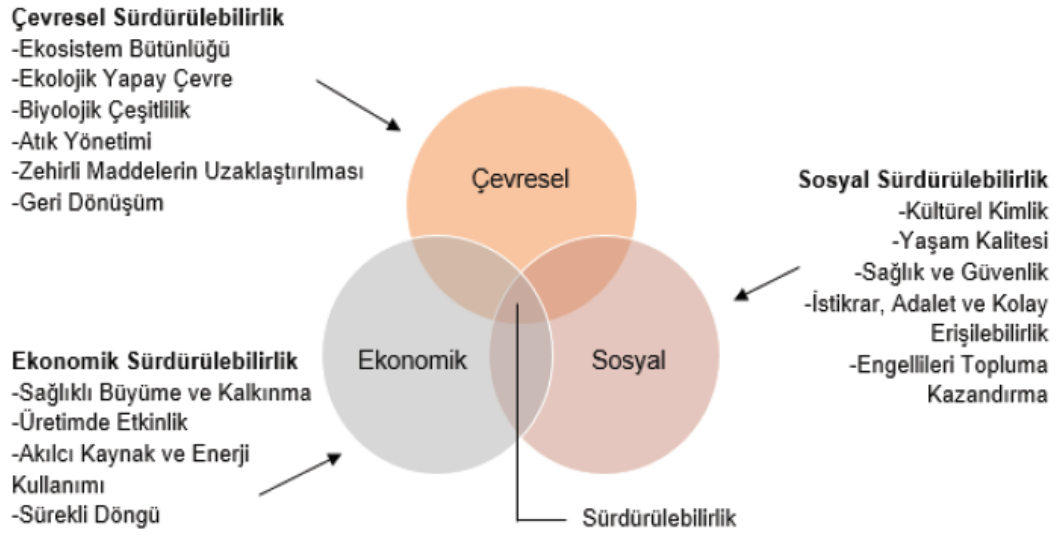 Çevresel Sürdürülebilirlik
-Ekosistem Bütünlüğü
-Ekolojik Yapay Çevre
-Biyolojik Çeşitlilik
-Atık Yönetimi
-Zehirli Maddelerin Uzaklaştırılması
-Geri Dönüşüm
Çevresel
Sosyal Sürdürülebilirlik
-Kültürel Kimlik
-Yaşam Kalitesi
-Sağlık ve Güvenlik
-İstikrar, Adalet ve Kolay
Erişilebilirlik
-Engellileri Topluma
Kazandırma
Ekonomik
Sosyal
Ekonomik Sürdürülebilirlik
-Sağlıklı Büyüme ve Kalkınma
-Üretimde Etkinlik
-Akılcı Kaynak ve Enerji
Kullanımı
-Sürekli Döngü
Sürdürülebilirlik